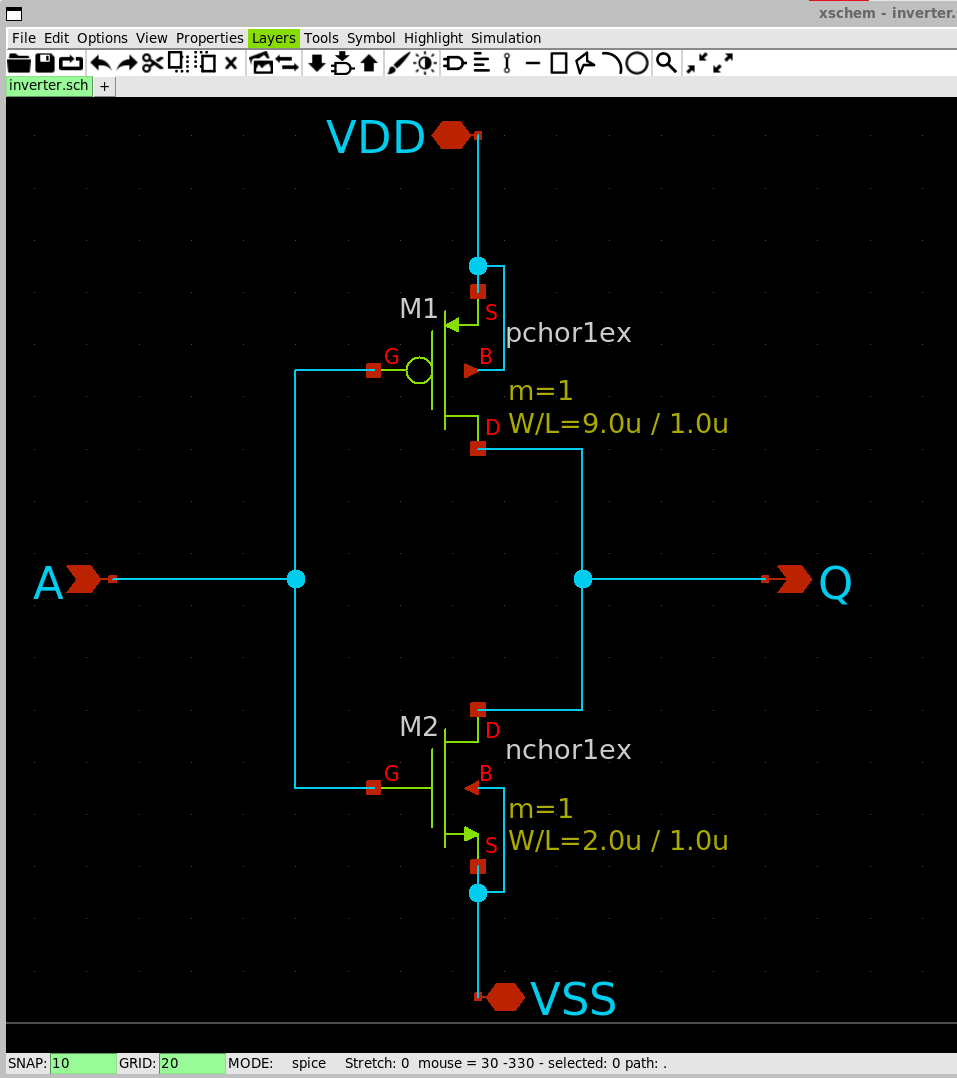 xschem - inverter.
File Edit Options View Properties Layers Tools Symbol Highlight Simulation
inverter.sch +
VDD
M1
S
pchor1ex
G
B
m=1
W/L=9.0u / 1.0u
D
A
Q
M2
D
nchor1ex
G
B
m=1
W/L=2.0u / 1.0u
S
VSS
SNAP: 10 GRID: 20 MODE: spice Stretch: 0 mouse = 30 -330 - selected: 0 path: .